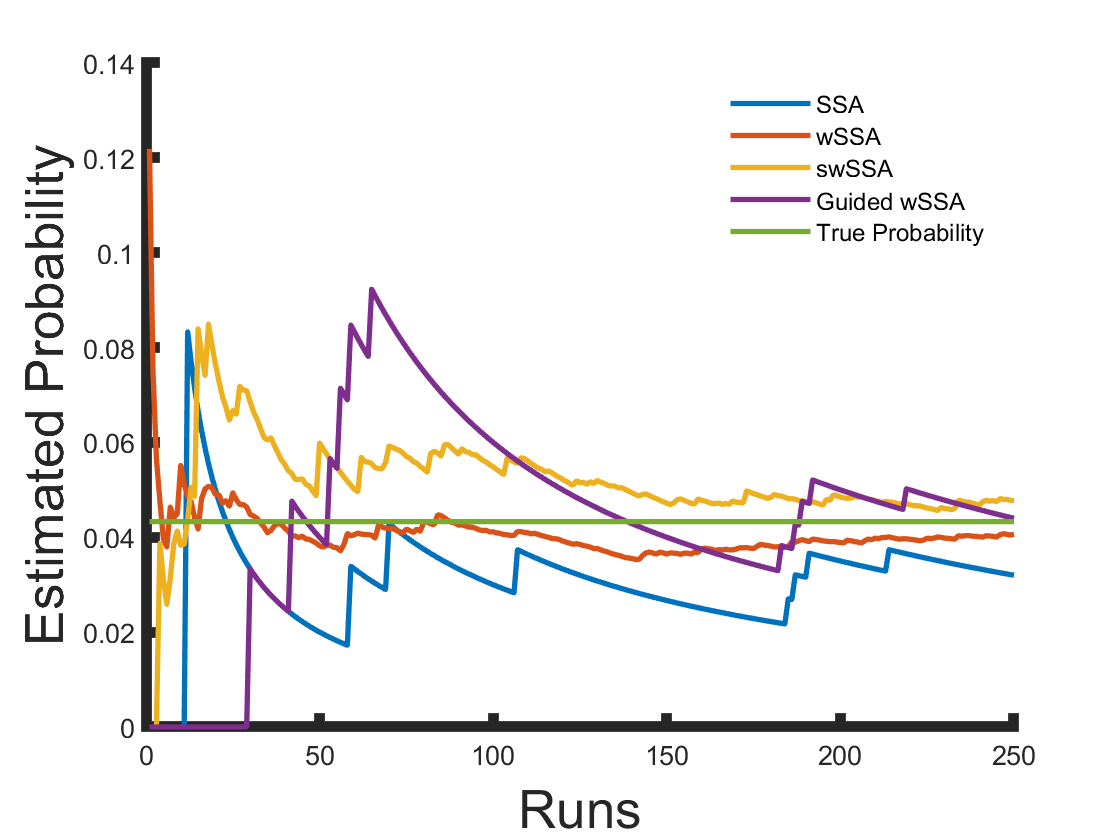 0.14
0.12
0.1
0.08
0.06
0.04
0.02
0
Estimated Probability
SSA
wSSA
swSSA
Guided wSSA
True Probability
0 50 100 150 200 250
Runs